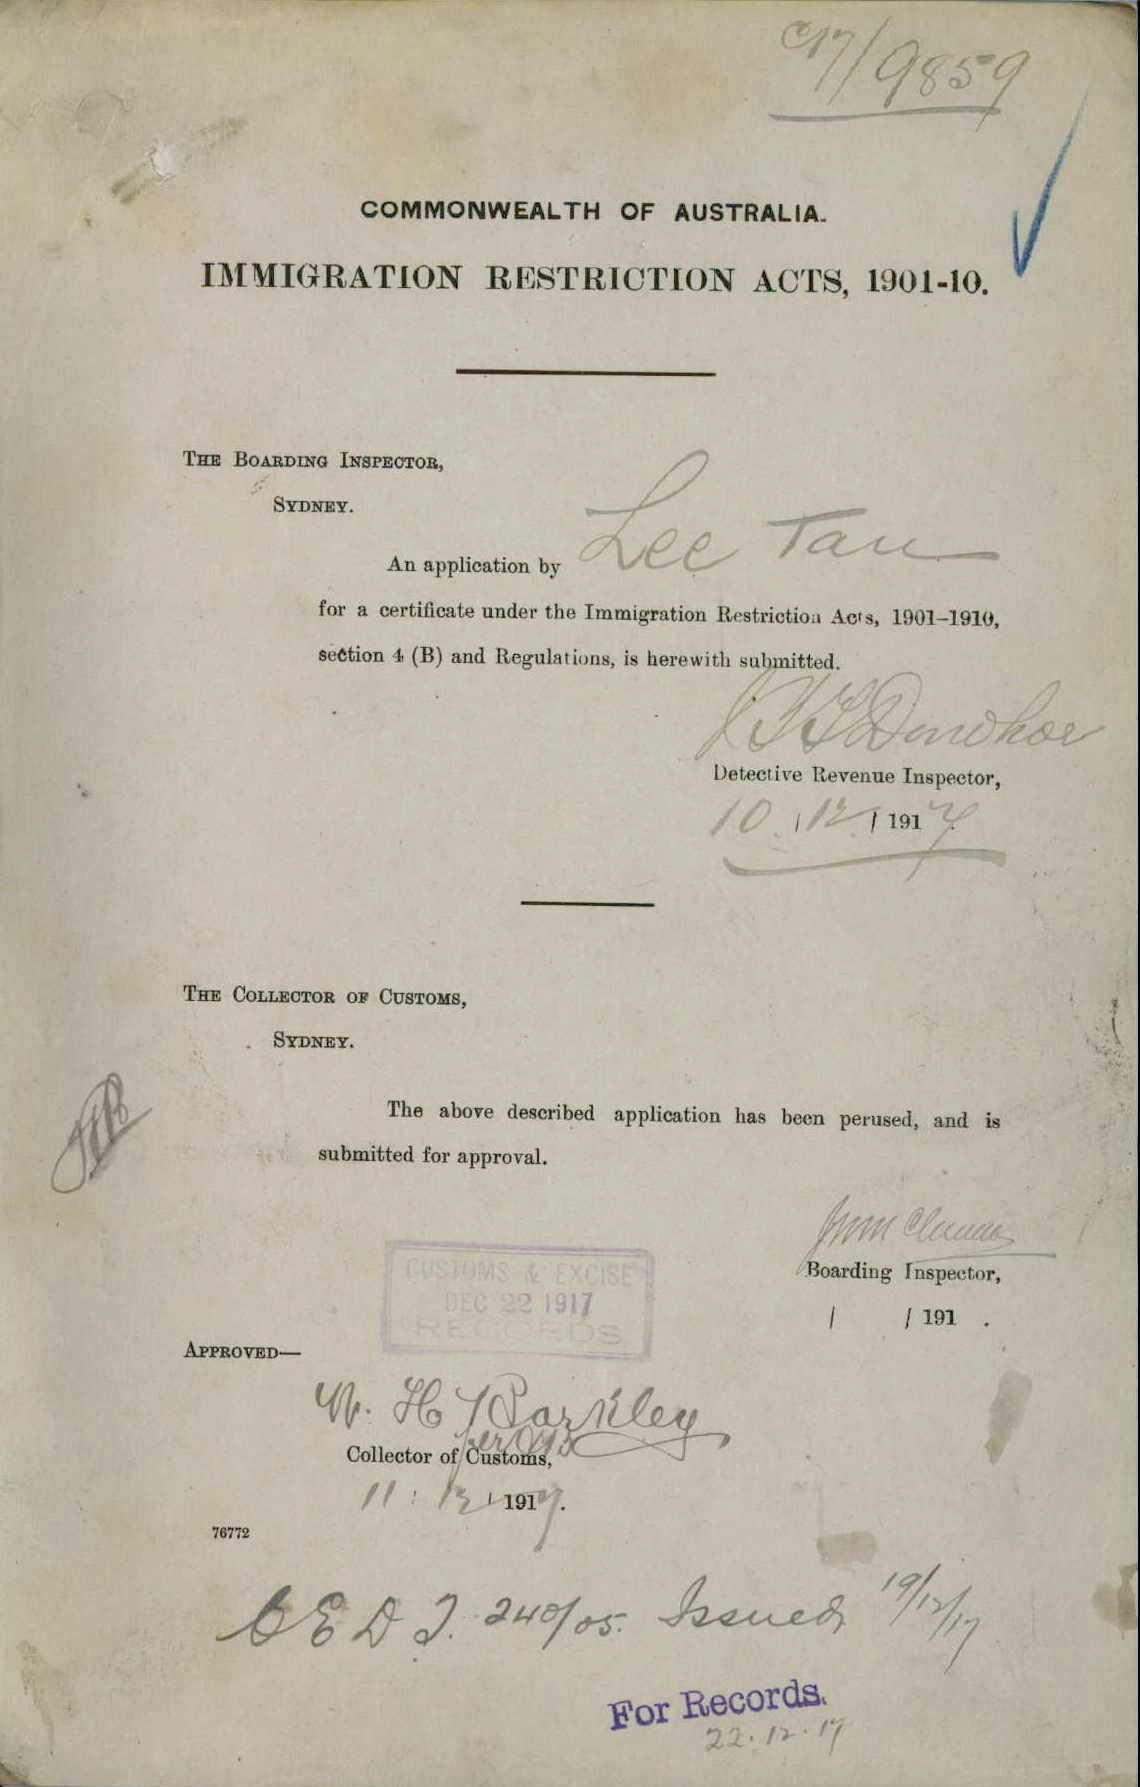 C17/9859
COMMONWEALTH OF AUSTRALIA.
IMMIGRATION RESTRICTION ACTS, 1901-10.
THE BOARDING INSPECTOR,
SYDNEY.
An application by Lee Tau
for a certificate under the Immigration Restriction Acts, 1901–1910,
section 4 (B) and Regulations, is herewith submitted.
Donohoe
Detective Revenue Inspector,
10 / 12 / 1917.
THE COLLECTOR OF CUSTOMS,
SYDNEY.
The above described application has been perused, and is
submitted for approval.
Boarding Inspector,
/ / 191 .
CUSTOMS & EXCISE
DEC 22 1917
RECORDS
APPROVED—
W. H. Barkley
Collector of Customs,
11 : 12 : 1917.
76772
CEDT. 240/05. Issued 19/12/17
For Records.
22.12.17